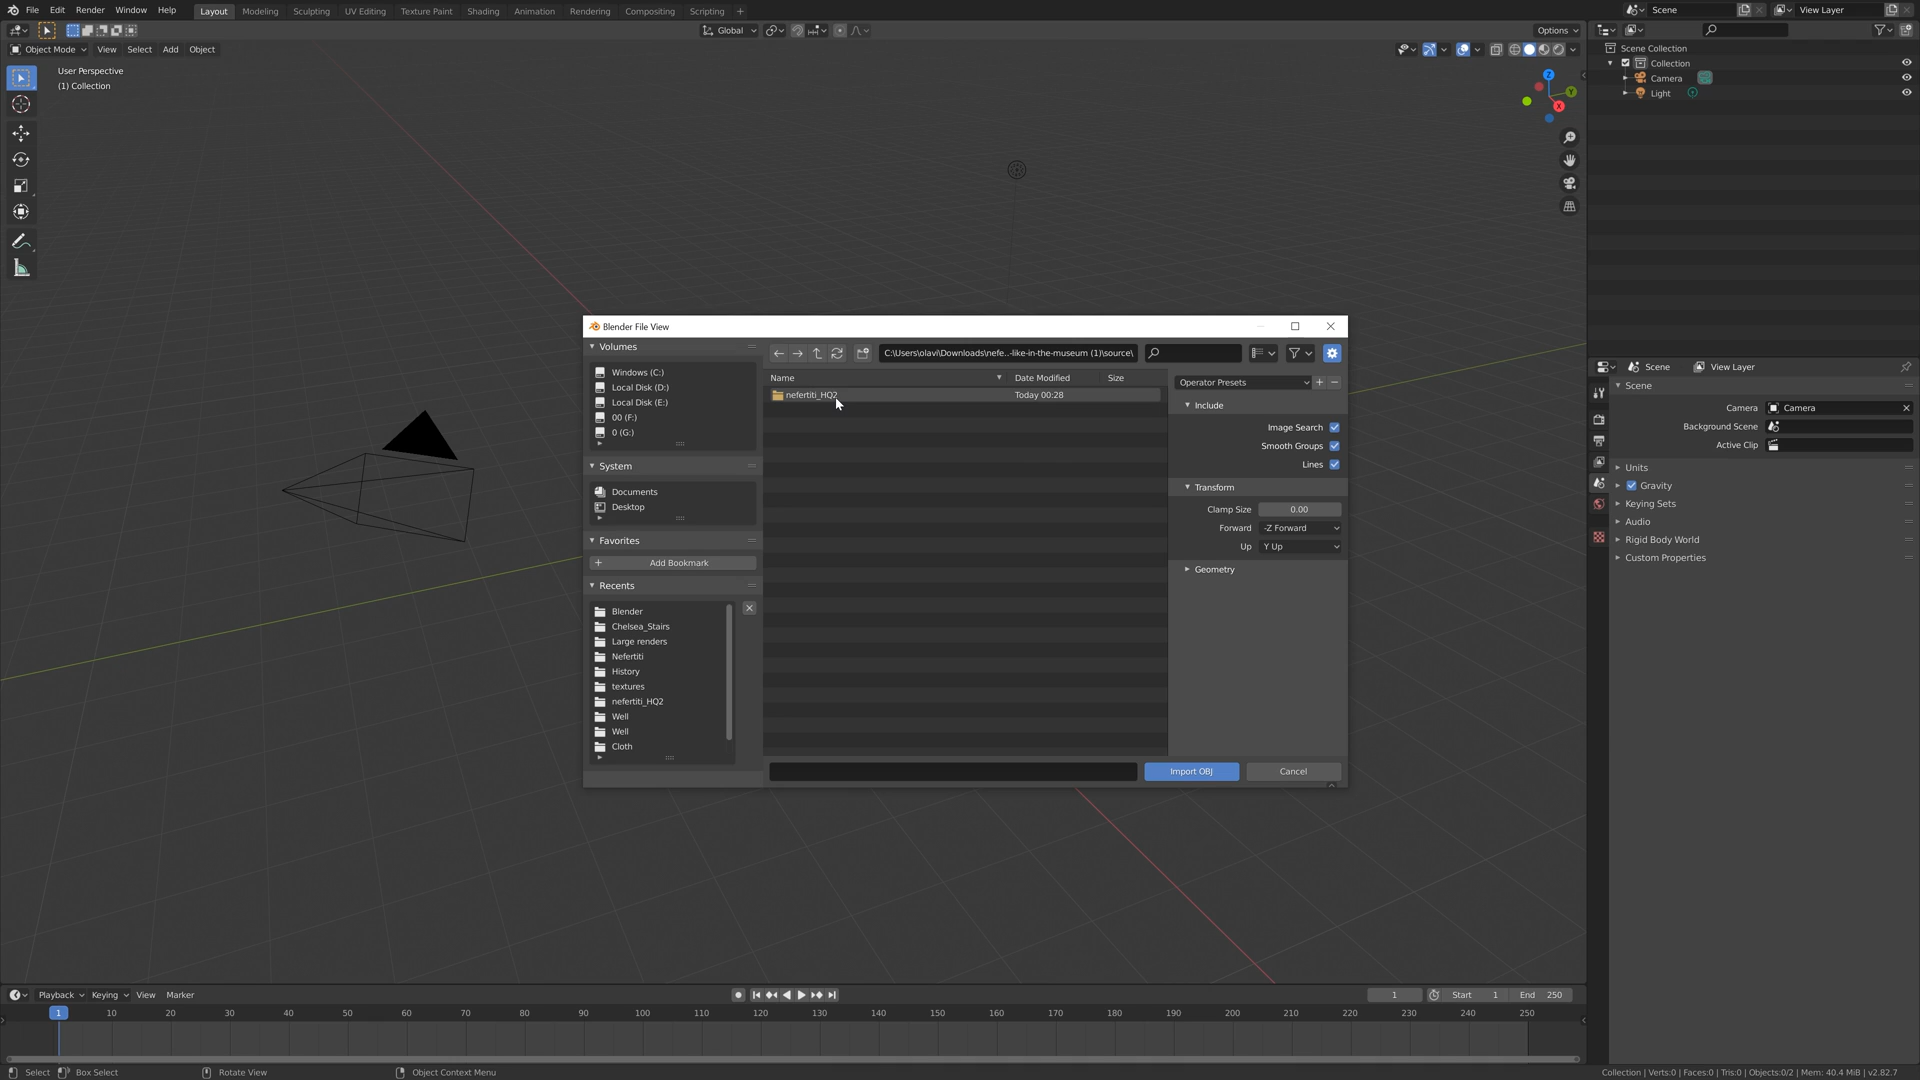 File Edit Render Window Help Layout Modeling Sculpting UV Editing Texture Paint Shading Animation Rendering Compositing Scripting + Scene View Layer
Global Options
Object Mode View Select Add Object
User Perspective
(1) Collection
Z
Y
X
Scene Collection
Collection
Camera
Light
Blender File View
Volumes
Windows (C:)
Local Disk (D:)
Local Disk (E:)
00 (F:)
0 (G:)
System
Documents
Desktop
Favorites
+ Add Bookmark
Recents
Blender
Chelsea_Stairs
Large renders
Nefertiti
History
textures
nefertiti_HQ2
Well
Well
Cloth
C:\Users\olavi\Downloads\nefe..-like-in-the-museum (1)\source\
Name Date Modified Size
nefertiti_HQ2 Today 00:28
Operator Presets
Include
Image Search
Smooth Groups
Lines
Transform
Clamp Size 0.00
Forward -Z Forward
Up Y Up
Geometry
Import OBJ Cancel
Scene View Layer
Scene
Camera Camera
Background Scene
Active Clip
Units
Gravity
Keying Sets
Audio
Rigid Body World
Custom Properties
Playback Keying View Marker 1 Start 1 End 250
1 10 20 30 40 50 60 70 80 90 100 110 120 130 140 150 160 170 180 190 200 210 220 230 240 250
Select Box Select Rotate View Object Context Menu Collection | Verts:0 | Faces:0 | Tris:0 | Objects:0/2 | Mem: 40.4 MiB | v2.82.7